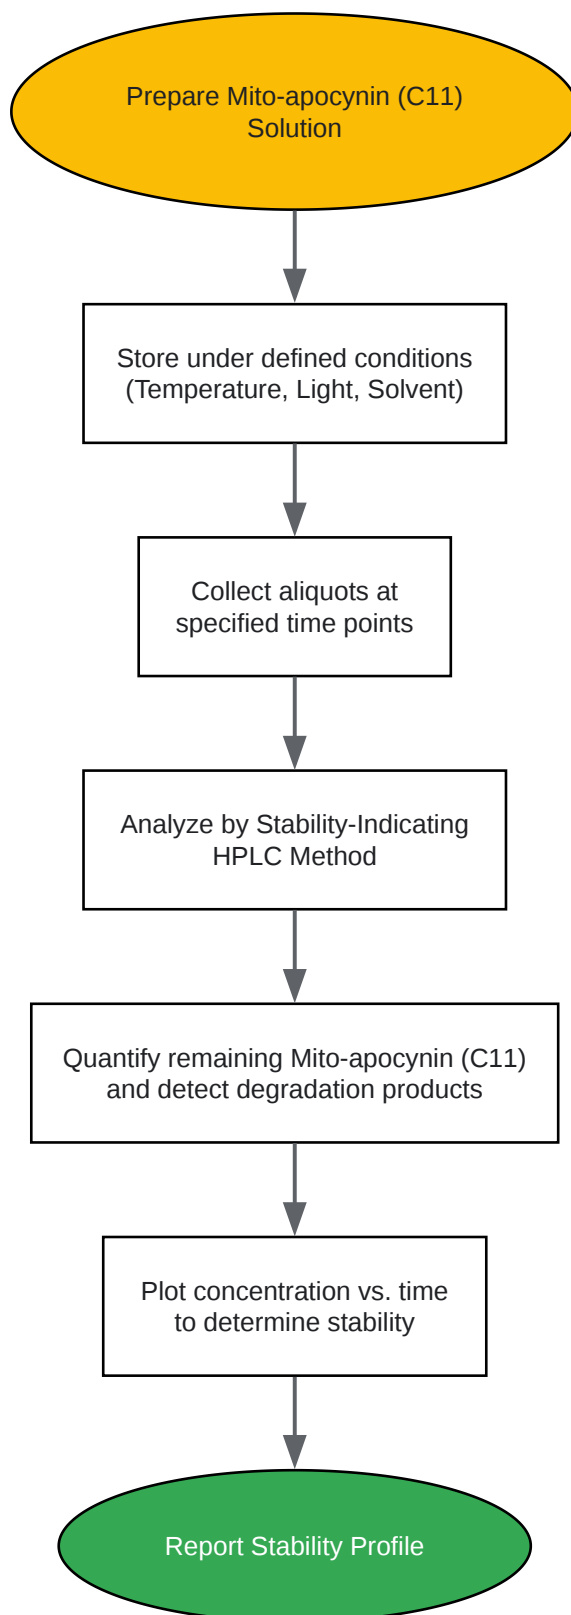 Prepare Mito-apocynin (C11)
Solution
Store under defined conditions
(Temperature, Light, Solvent)
Collect aliquots at
specified time points
Analyze by Stability-Indicating
HPLC Method
Quantify remaining Mito-apocynin (C11)
and detect degradation products
Plot concentration vs. time
to determine stability
Report Stability Profile